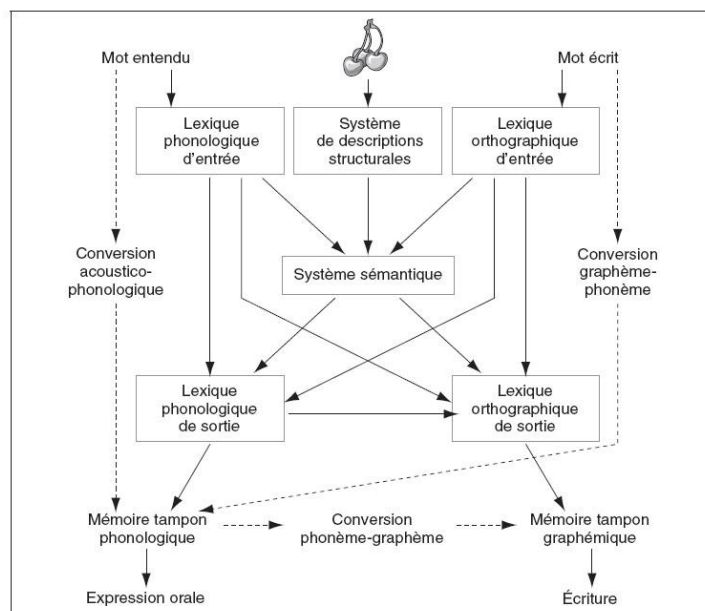 Mot entendu
Mot écrit
Lexique
phonologique
d'entrée
Système
de descriptions
structurales
Lexique
orthographique
d'entrée
Conversion
acoustico-
phonologique
Système sémantique
Conversion
graphème-
phonème
Lexique
phonologique
de sortie
Lexique
orthographique
de sortie
Mémoire tampon
phonologique
Conversion
phonème-graphème
Mémoire tampon
graphémique
Expression orale
Écriture